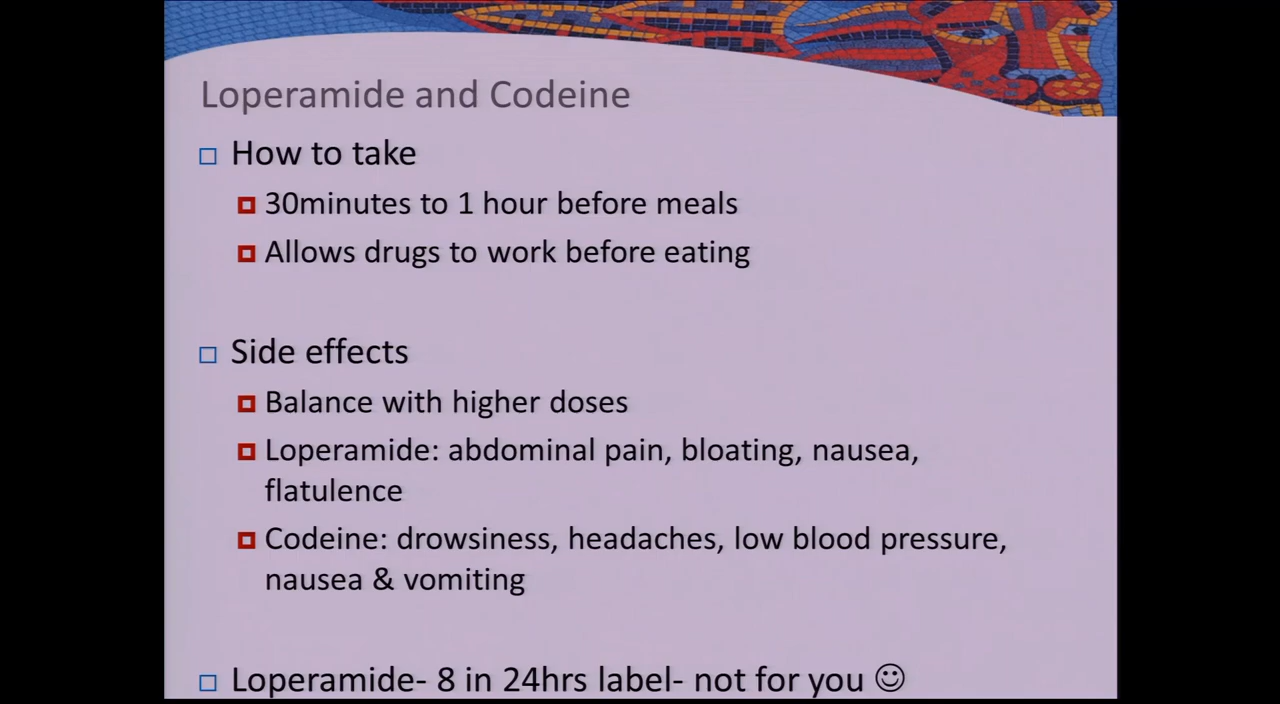 Loperamide and Codeine
How to take
30minutes to 1 hour before meals
Allows drugs to work before eating
Side effects
Balance with higher doses
Loperamide: abdominal pain, bloating, nausea,
flatulence
Codeine: drowsiness, headaches, low blood pressure,
nausea & vomiting
Loperamide- 8 in 24hrs label- not for you ☺